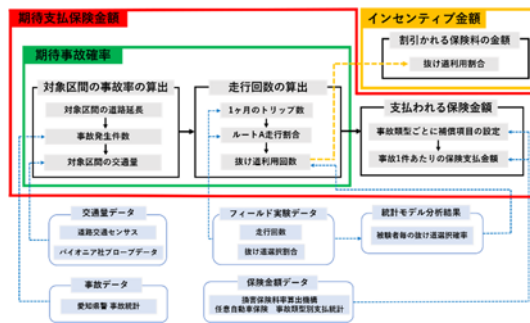 期待支払保険金額
インセンティブ金額
割引かれる保険料の金額
抜け道利用割合
期待事故確率
対象区間の事故率の算出
対象区間の道路延長
事故発生件数
対象区間の交通量
走行回数の算出
1ヶ月のトリップ数
ルートA走行割合
抜け道利用回数
支払われる保険金額
事故類型ごとに補償項目の設定
事故1件あたりの保険支払金額
交通量データ
道路交通センサス
パイオニア社プローブデータ
フィールド実験データ
走行回数
抜け道選択割合
統計モデル分析結果
被験者毎の抜け道選択確率
事故データ
愛知県警 事故統計
保険金額データ
損害保険料率算出機構
任意自動車保険 事故類型別支払統計